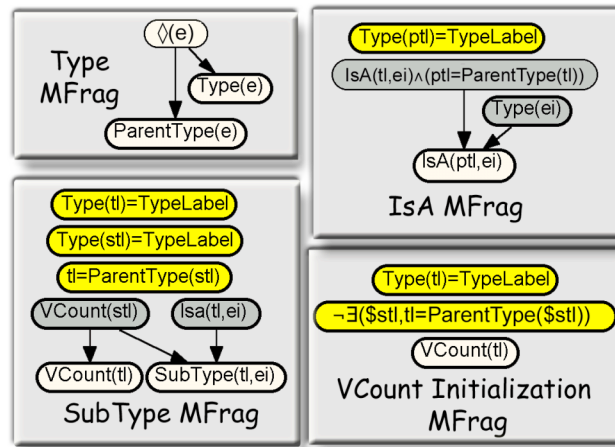 ◊(e)
Type
MFrag
Type(e)
ParentType(e)
Type(ptl)=TypeLabel
IsA(tl,ei)∧(ptl=ParentType(tl))
Type(ei)
IsA(ptl,ei)
IsA MFrag
Type(tl)=TypeLabel
Type(stl)=TypeLabel
tl=ParentType(stl)
VCount(stl)
Isa(tl,ei)
VCount(tl)
SubType(tl,ei)
SubType MFrag
Type(tl)=TypeLabel
¬∃($stl,tl=ParentType($stl))
VCount(tl)
VCount Initialization
MFrag